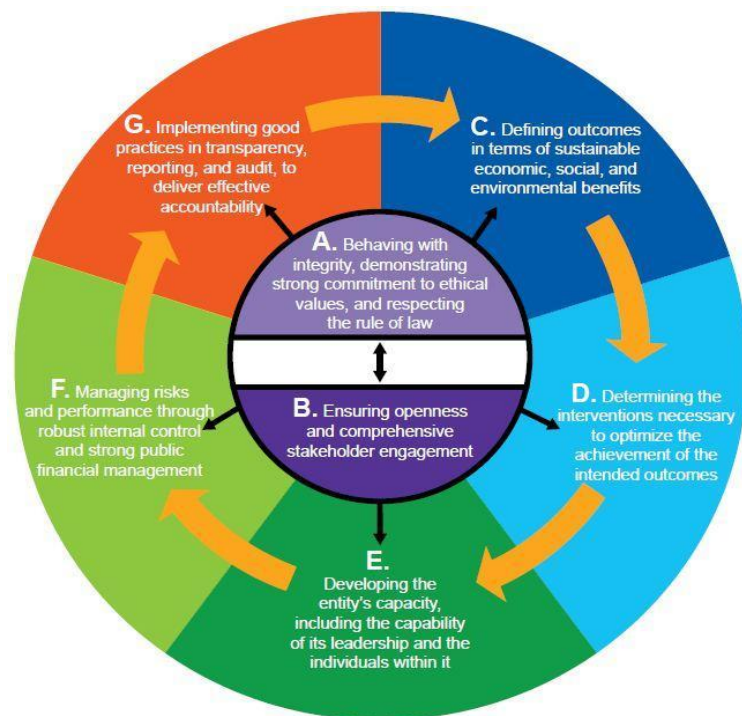 G. Implementing good
practices in transparency,
reporting, and audit, to
deliver effective
accountability
C. Defining outcomes
in terms of sustainable
economic, social, and
environmental benefits
A. Behaving with
integrity, demonstrating
strong commitment to ethical
values, and respecting
the rule of law
F. Managing risks
and performance through
robust internal control
and strong public
financial management
B. Ensuring openness
and comprehensive
stakeholder engagement
D. Determining the
interventions necessary
to optimize the
achievement of the
intended outcomes
E.
Developing the
entity's capacity,
including the capability
of its leadership and the
individuals within it